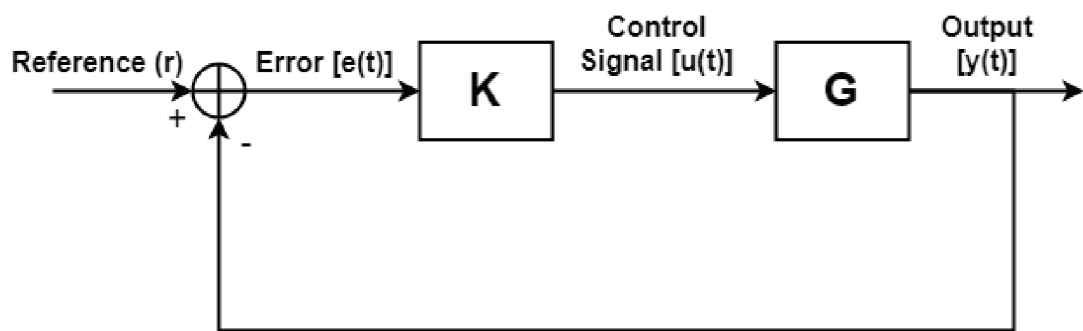 Reference (r)
+
-
Error [e(t)]
K
Control
Signal [u(t)]
G
Output
[y(t)]